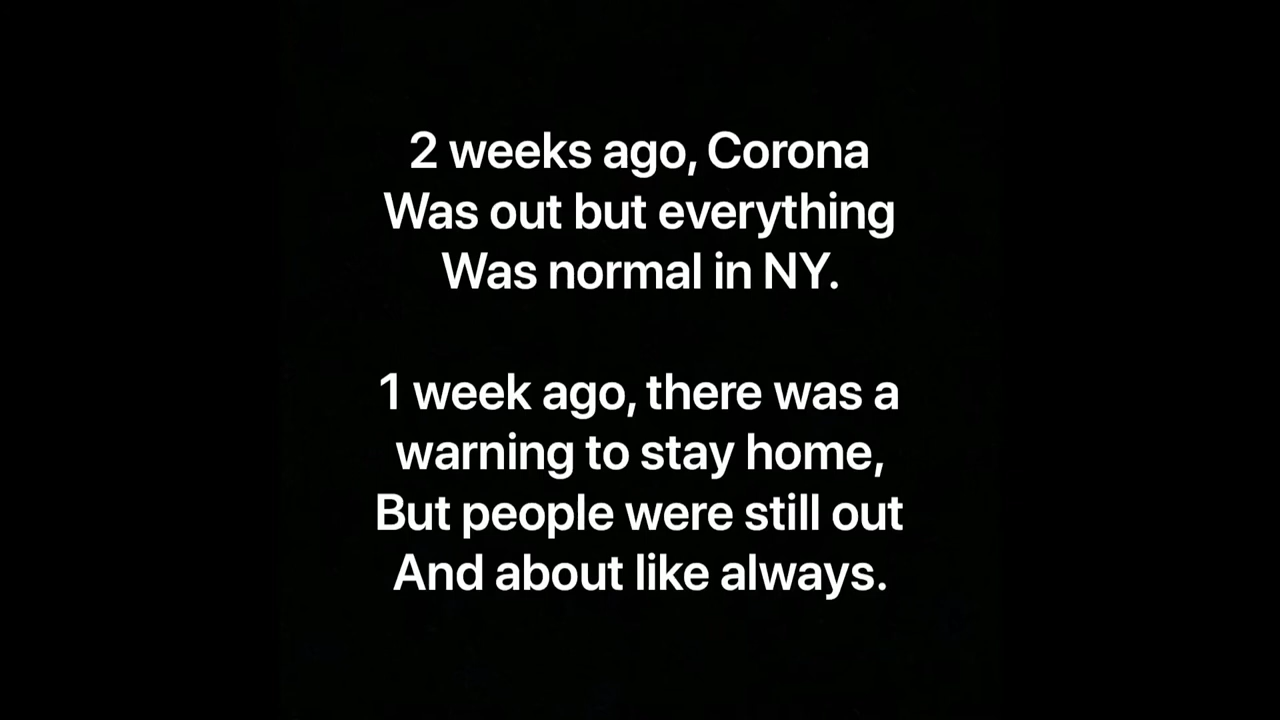 2 weeks ago, Corona
Was out but everything
Was normal in NY.
1 week ago, there was a
warning to stay home,
But people were still out
And about like always.